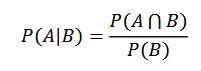 P(A|B) = P(A ∩ B) / P(B)